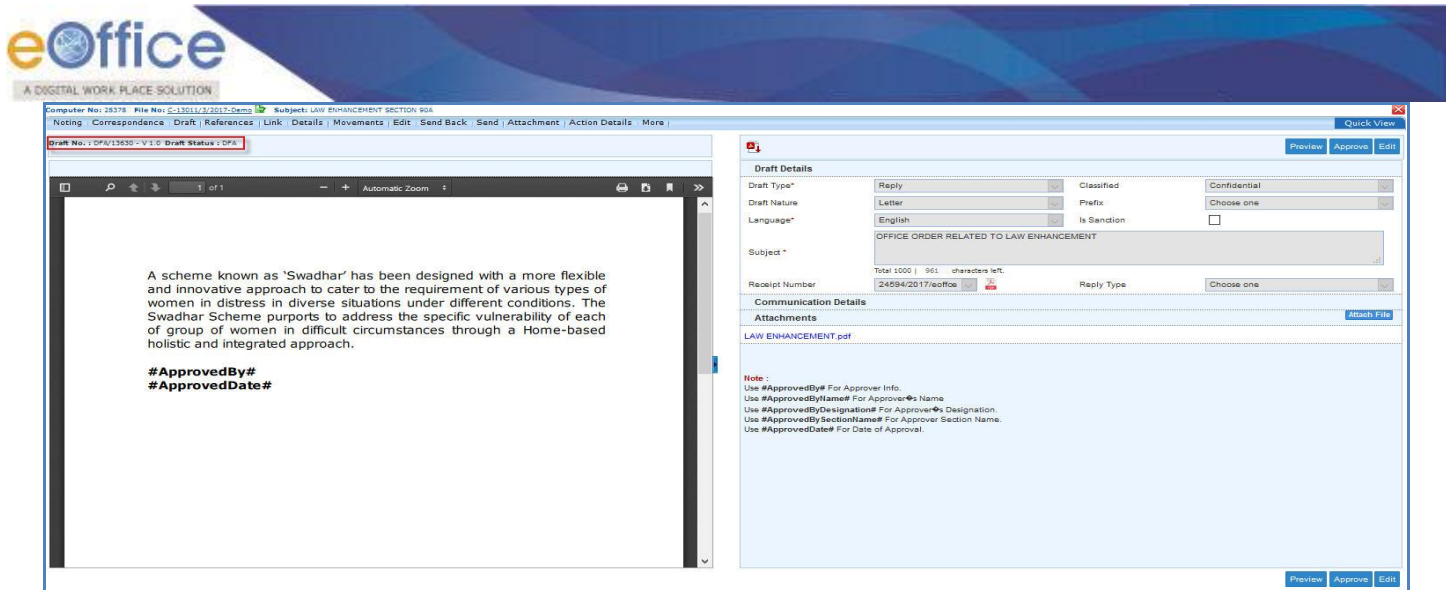 eOffice
A DIGITAL WORK PLACE SOLUTION
Computer No: 25378 File No: C-13011/3/2017-Demo Subject: LAW ENHANCEMENT SECTION 90A
Noting Correspondence Draft References Link Details Movements Edit Send Back Send Attachment Action Details More Quick View
Draft No. : DFA/13630 - V 1.0 Draft Status : DFA
Preview Approve Edit
1 of 1 Automatic Zoom
A scheme known as ‘Swadhar’ has been designed with a more flexible
and innovative approach to cater to the requirement of various types of
women in distress in diverse situations under different conditions. The
Swadhar Scheme purports to address the specific vulnerability of each
of group of women in difficult circumstances through a Home-based
holistic and integrated approach.
#ApprovedBy#
#ApprovedDate#
Draft Details
Draft Type* Reply Classified Confidential
Draft Nature Letter Prefix Choose one
Language* English Is Sanction
Subject * OFFICE ORDER RELATED TO LAW ENHANCEMENT
Total 1000 | 961 characters left.
Receipt Number 24594/2017/eoffce Reply Type Choose one
Communication Details
Attachments Attach File
LAW ENHANCEMENT.pdf
Note :
Use #ApprovedBy# For Approver Info.
Use #ApprovedByName# For Approver�s Name
Use #ApprovedByDesignation# For Approver�s Designation.
Use #ApprovedBySectionName# For Approver Section Name.
Use #ApprovedDate# For Date of Approval.
Preview Approve Edit